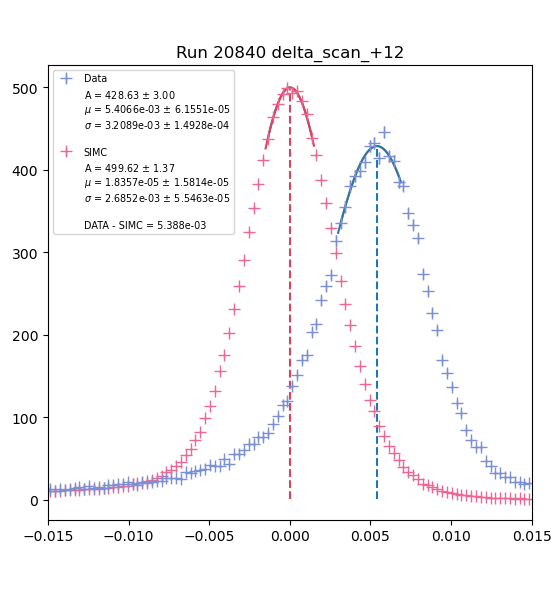 Run 20840 delta_scan_+12
Data
A = 428.63 ± 3.00
μ = 5.4066e-03 ± 6.1551e-05
σ = 3.2089e-03 ± 1.4928e-04
SIMC
A = 499.62 ± 1.37
μ = 1.8357e-05 ± 1.5814e-05
σ = 2.6852e-03 ± 5.5463e-05
DATA - SIMC = 5.388e-03
500
400
300
200
100
0
−0.015
−0.010
−0.005
0.000
0.005
0.010
0.015